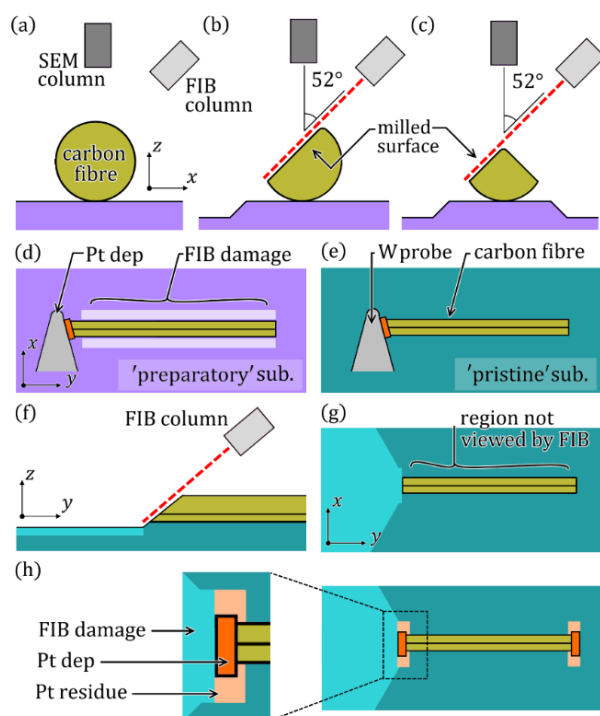 (a)
SEM
column
FIB
column
carbon
fibre
z
x
(b)
52°
milled
surface
(c)
52°
(d)
Pt dep
FIB damage
x
y
'preparatory' sub.
(e)
W probe
carbon fibre
'pristine' sub.
(f)
FIB column
z
y
(g)
region not
viewed by FIB
x
y
(h)
FIB damage
Pt dep
Pt residue